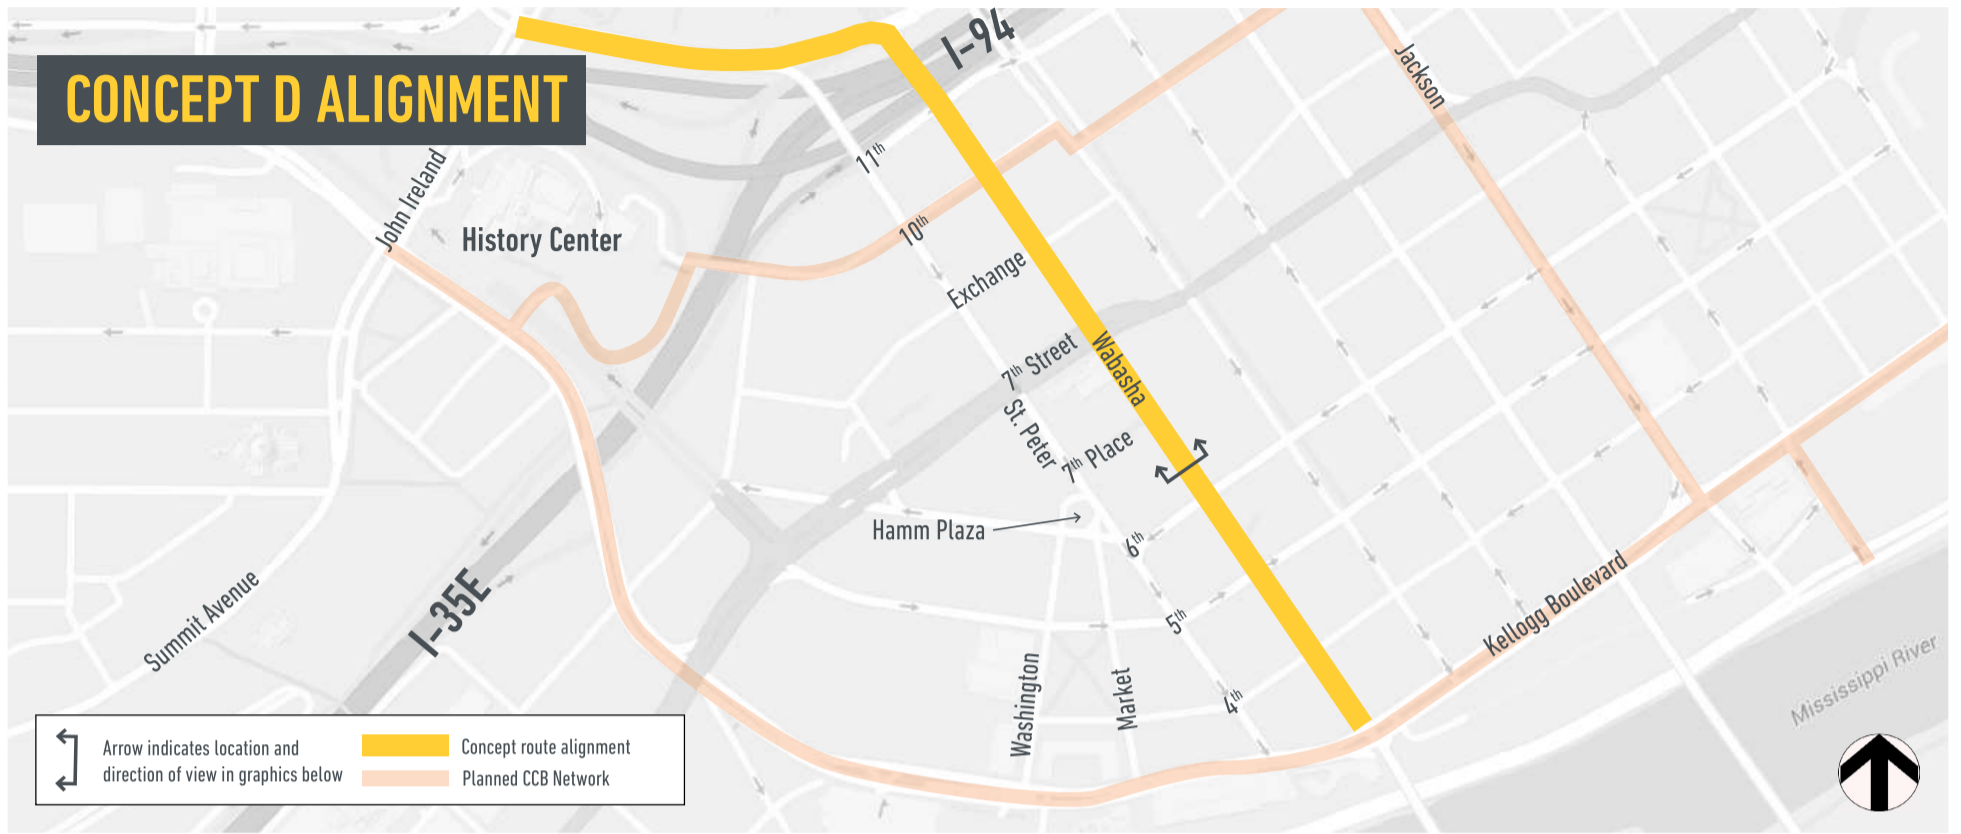 I-94
Jackson
CONCEPT D ALIGNMENT
11th
John Ireland
10th
History Center
Exchange
7th Street
Wabasha
St. Peter
7th Place
Hamm Plaza
6th
I-35E
Summit Avenue
5th
Kellogg Boulevard
Washington
Market
4th
Mississippi River
Arrow indicates location and
direction of view in graphics below
Concept route alignment
Planned CCB Network